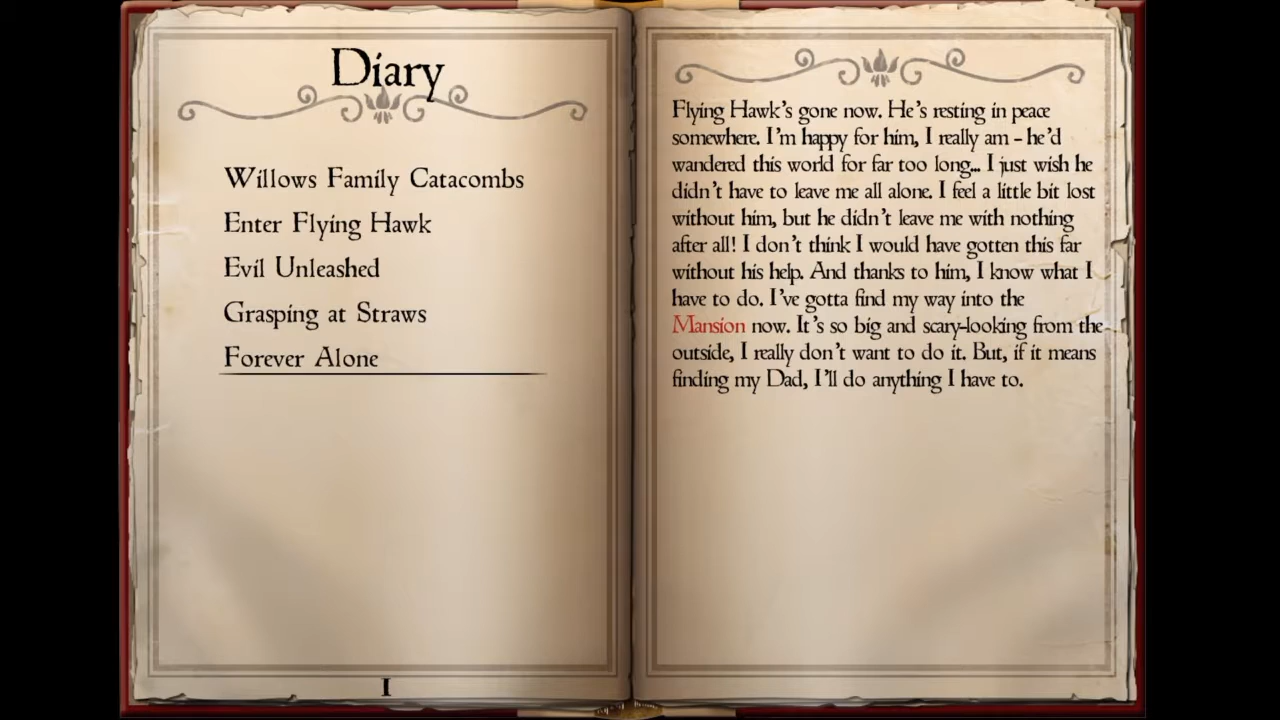 Diary
Willows Family Catacombs
Enter Flying Hawk
Evil Unleashed
Grasping at Straws
Forever Alone
I
Flying Hawk's gone now. He's resting in peace
somewhere. I'm happy for him, I really am - he'd
wandered this world for far too long... I just wish he
didn't have to leave me all alone. I feel a little bit lost
without him, but he didn't leave me with nothing
after all! I don't think I would have gotten this far
without his help. And thanks to him, I know what I
have to do. I've gotta find my way into the
Mansion now. It's so big and scary-looking from the
outside, I really don't want to do it. But, if it means
finding my Dad, I'll do anything I have to.